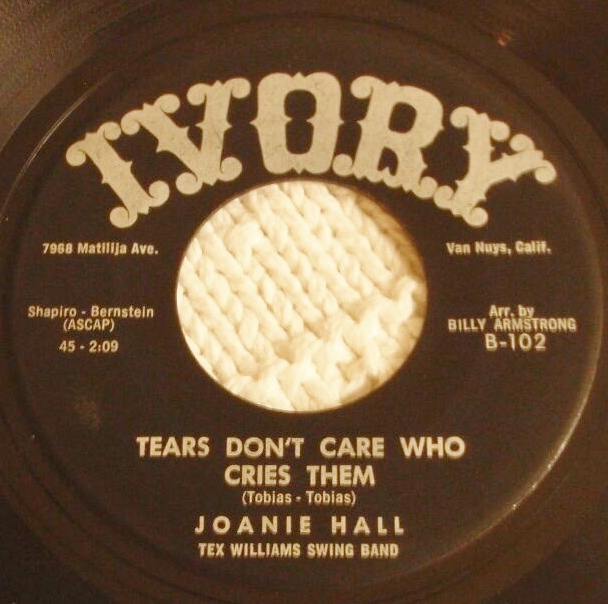 IVORY
7968 Matilija Ave.
Van Nuys, Calif.
Shapiro - Bernstein
(ASCAP)
45 - 2:09
Arr. by
BILLY ARMSTRONG
B-102
TEARS DON'T CARE WHO
CRIES THEM
(Tobias - Tobias)
JOANIE HALL
TEX WILLIAMS SWING BAND